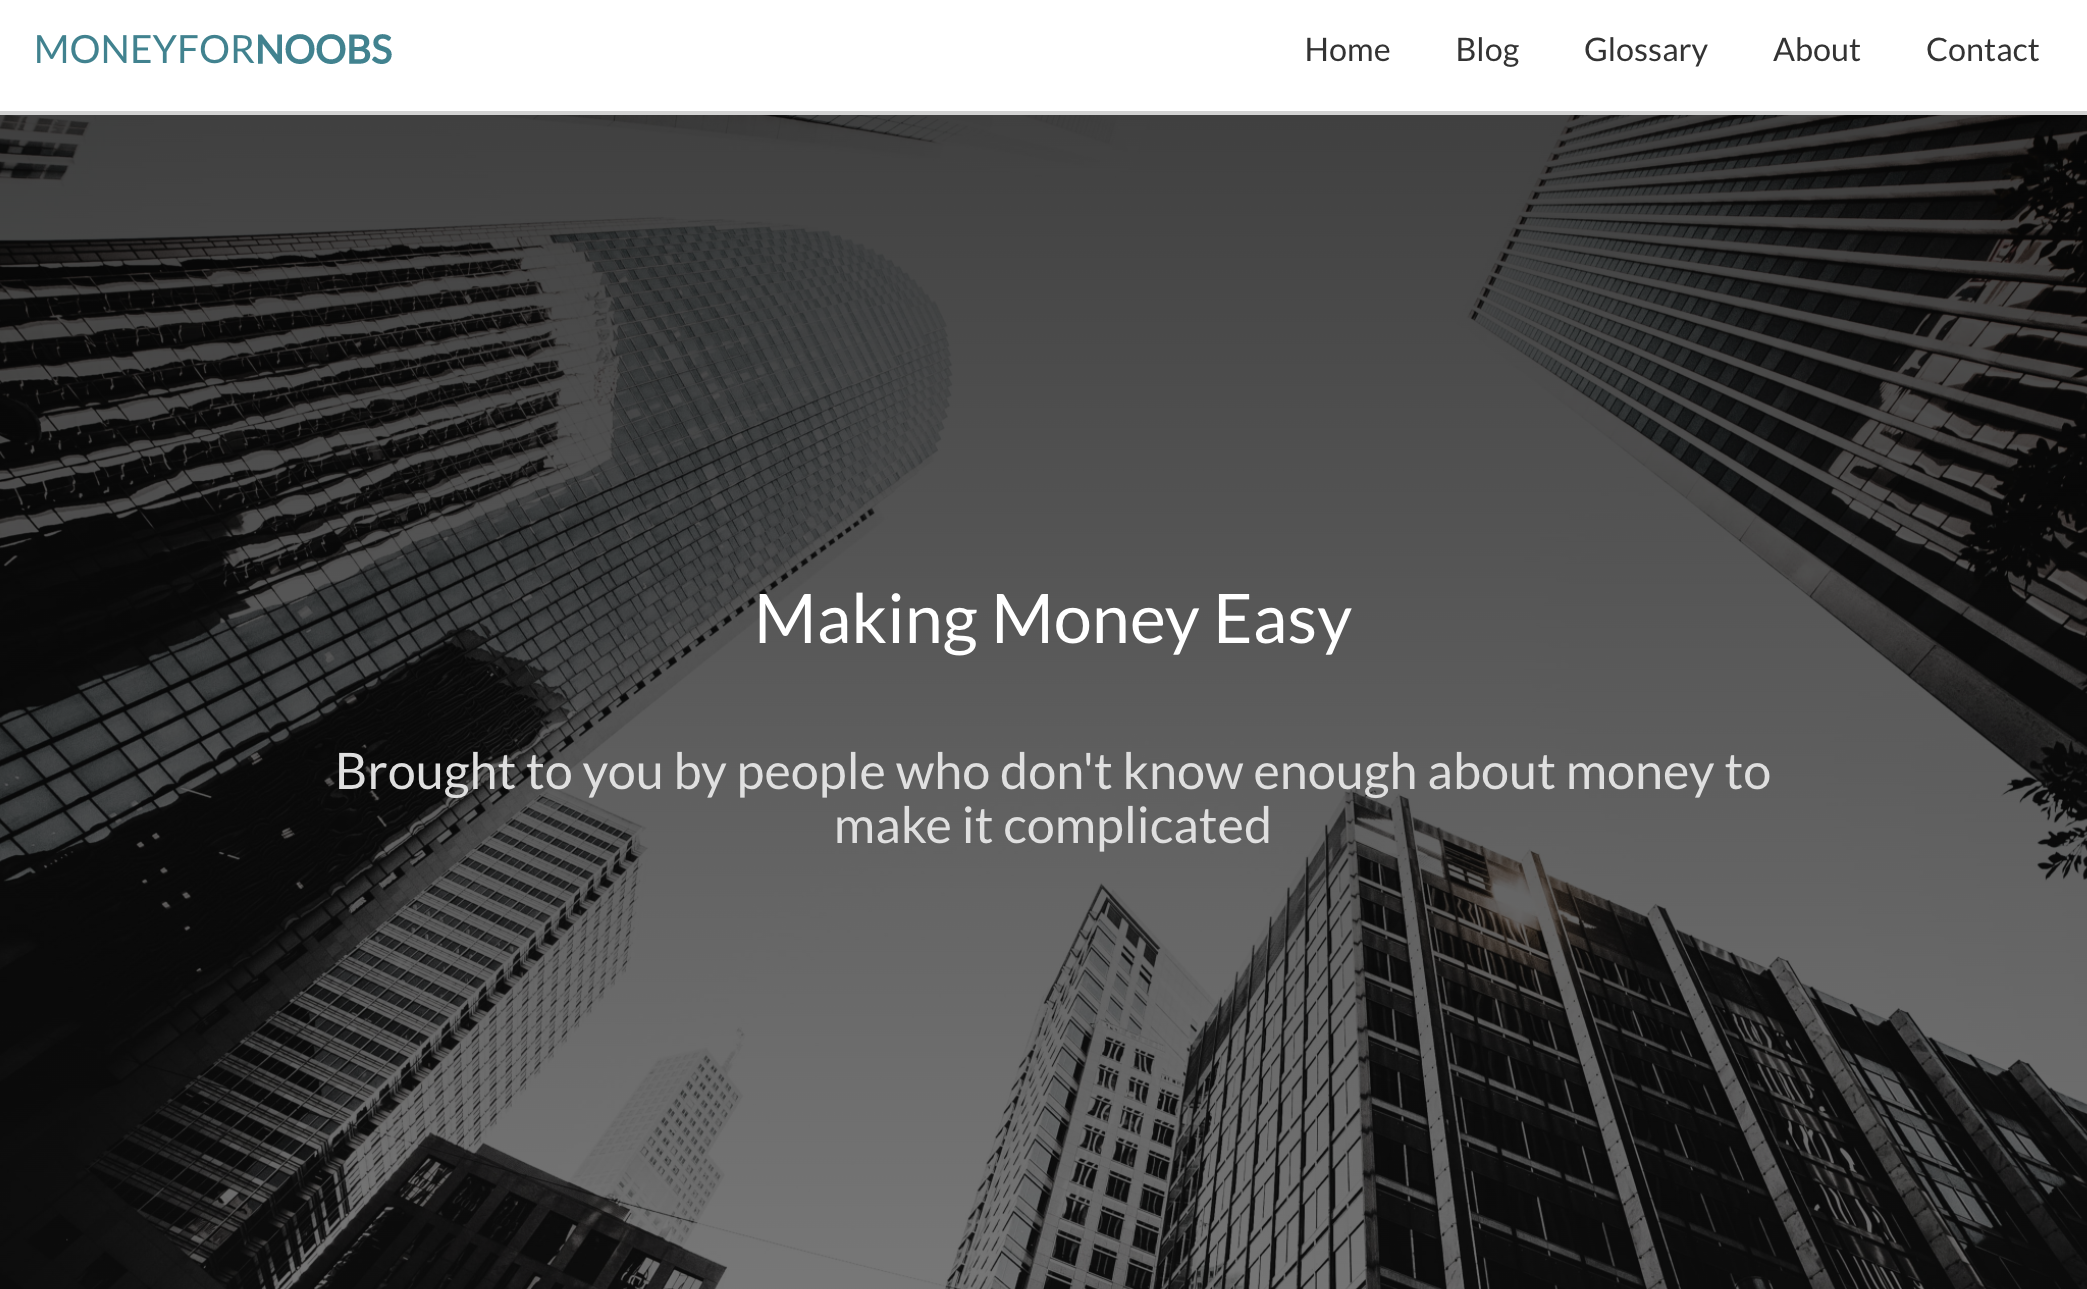 MONEYFORNOOBS
Home Blog Glossary About Contact
Making Money Easy
Brought to you by people who don't know enough about money to
make it complicated